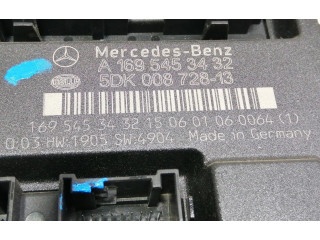 Mercedes-Benz
A 169 545 34 32
5DK 008 728-13
169 545 34 32 15 06 01 06 0064 (1)
0:03 HW:1905 SW:4904 Made in Germany